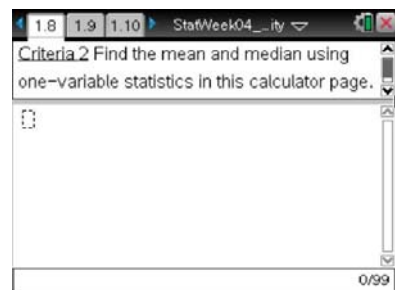 1.8 1.9 1.10 StatWeek04_...ity
Criteria 2 Find the mean and median using
one-variable statistics in this calculator page.
0/99